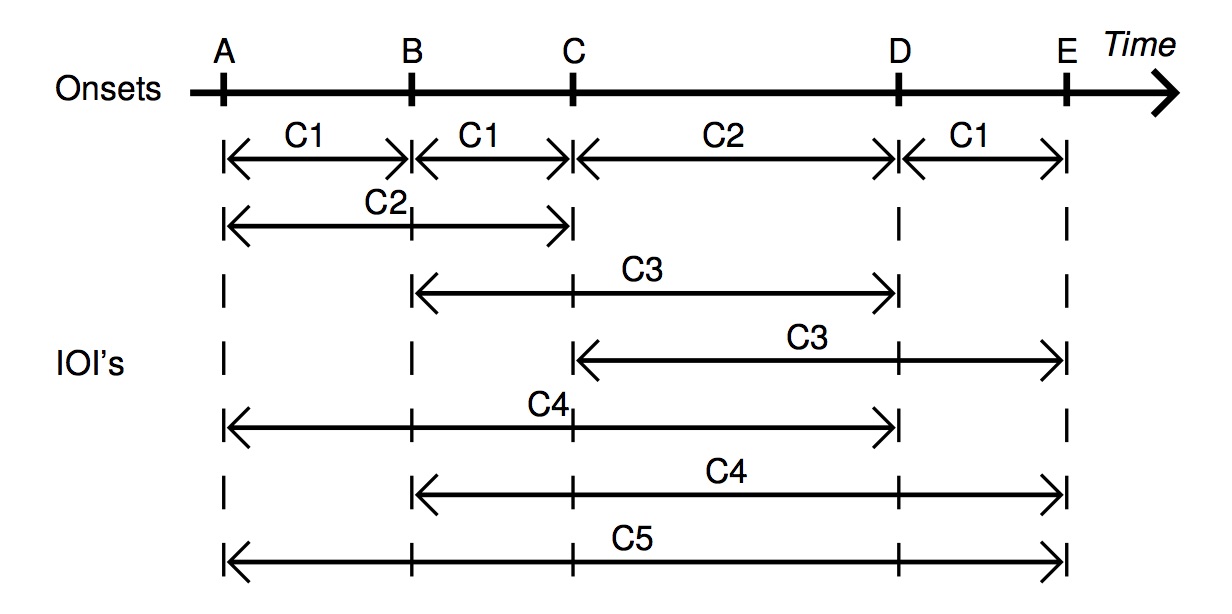 A B C D E Time
Onsets
C1 C1 C2 C1
C2
C3
C3
IOI's
C4
C4
C5